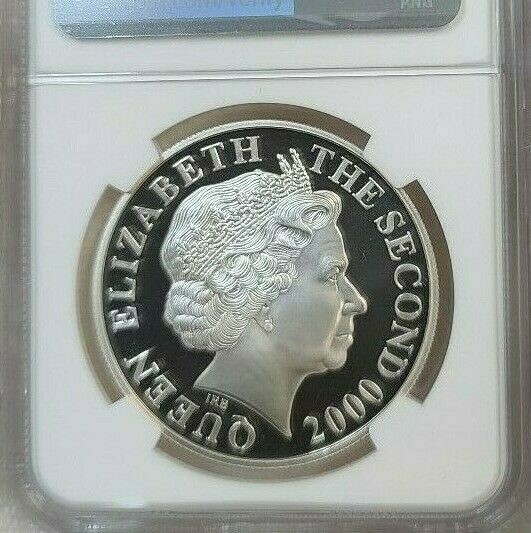 QUEEN ELIZABETH THE SECOND 2000
IRB